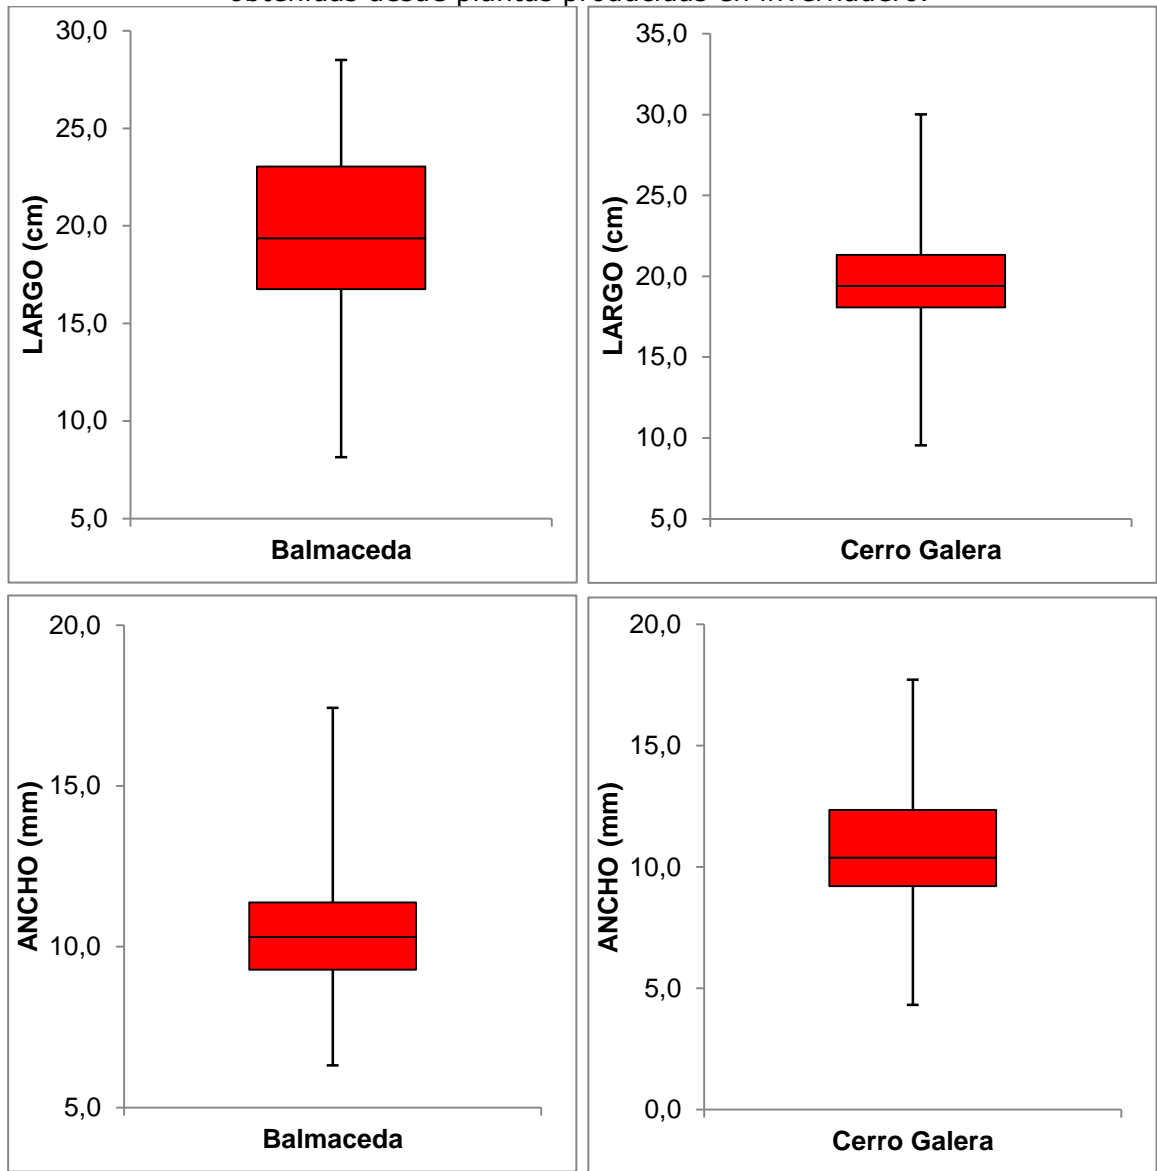 obtenidas desde plantas producidas en invernadero.
30,0
25,0
20,0
15,0
10,0
5,0
LARGO (cm)
Balmaceda
35,0
30,0
25,0
20,0
15,0
10,0
5,0
LARGO (cm)
Cerro Galera
20,0
15,0
10,0
5,0
ANCHO (mm)
Balmaceda
20,0
15,0
10,0
5,0
0,0
ANCHO (mm)
Cerro Galera